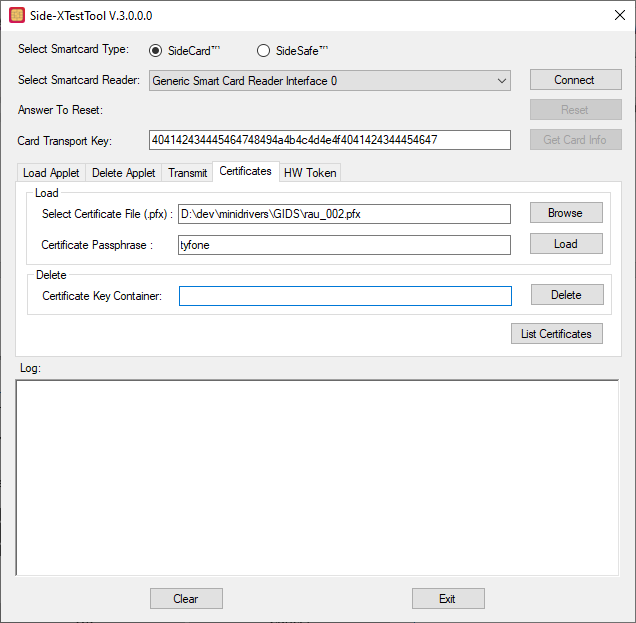 Side-XTestTool V.3.0.0.0
Select Smartcard Type: SideCard™ SideSafe™
Select Smartcard Reader: Generic Smart Card Reader Interface 0 Connect
Answer To Reset: Reset
Card Transport Key: 404142434445464748494a4b4c4d4e4f4041424344454647 Get Card Info
Load Applet Delete Applet Transmit Certificates HW Token
Load
Select Certificate File (.pfx) : D:\dev\minidrivers\GIDS\rau_002.pfx Browse
Certificate Passphrase : tyfone Load
Delete
Certificate Key Container: Delete
List Certificates
Log:
Clear Exit